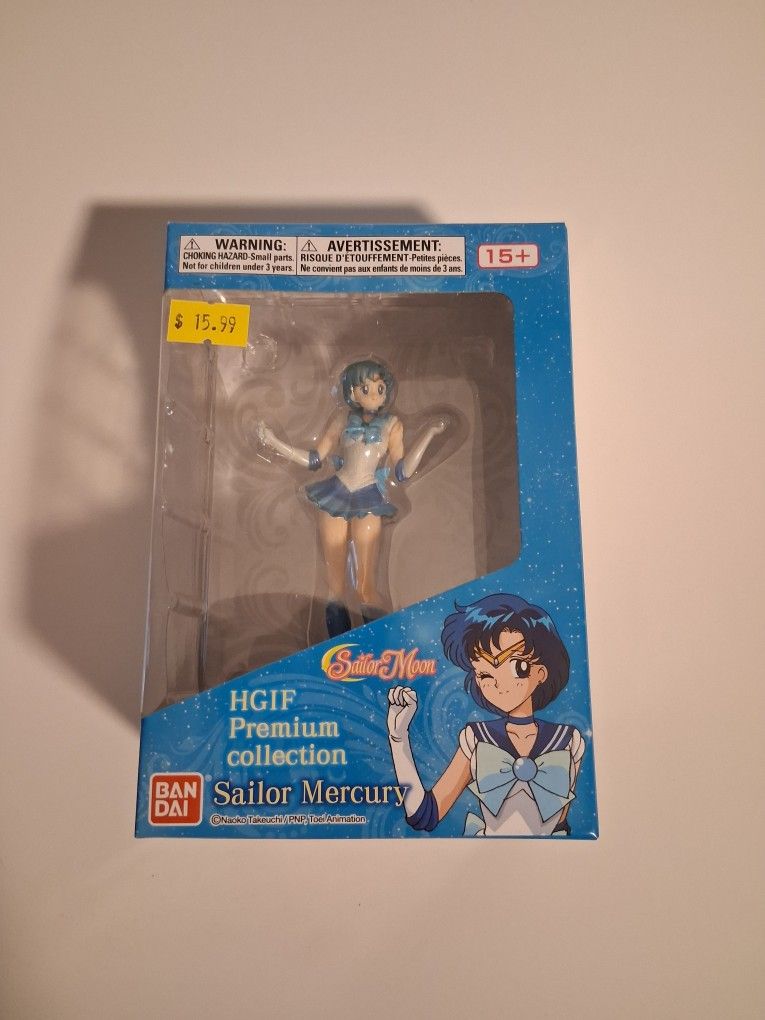 WARNING:
CHOKING HAZARD-Small parts.
Not for children under 3 years.
AVERTISSEMENT:
RISQUE D'ÉTOUFFEMENT-Petites pièces.
Ne convient pas aux enfants de moins de 3 ans.
15+
$ 15.99
Sailor Moon
HGIF
Premium
collection
BAN
DAI
Sailor Mercury
©Naoko Takeuchi / PNP, Toei Animation